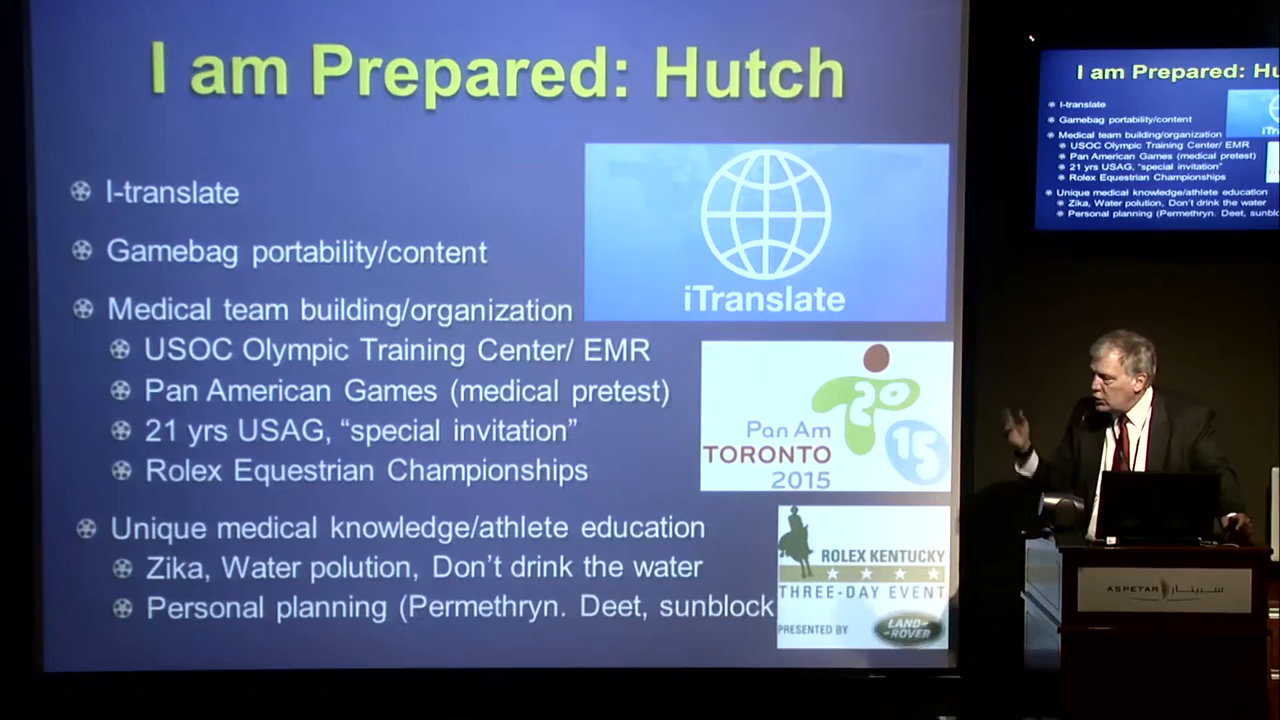 I am Prepared: Hutch
I-translate
Gamebag portability/content
Medical team building/organization
USOC Olympic Training Center/ EMR
Pan American Games (medical pretest)
21 yrs USAG, “special invitation”
Rolex Equestrian Championships
Unique medical knowledge/athlete education
Zika, Water polution, Don’t drink the water
Personal planning (Permethryn. Deet, sunblock
iTranslate
20
15
Pan Am
TORONTO
2015
ROLEX KENTUCKY
THREE-DAY EVENT
PRESENTED BY
LAND-
-ROVER
I am Prepared: Hu
I-translate
Gamebag portability/content
Medical team building/organization
USOC Olympic Training Center/ EMR
Pan American Games (medical pretest)
21 yrs USAG, “special invitation”
Rolex Equestrian Championships
Unique medical knowledge/athlete education
Zika, Water polution, Don’t drink the water
Personal planning (Permethryn. Deet, sunblo
iTr
ASPETAR سبيتار